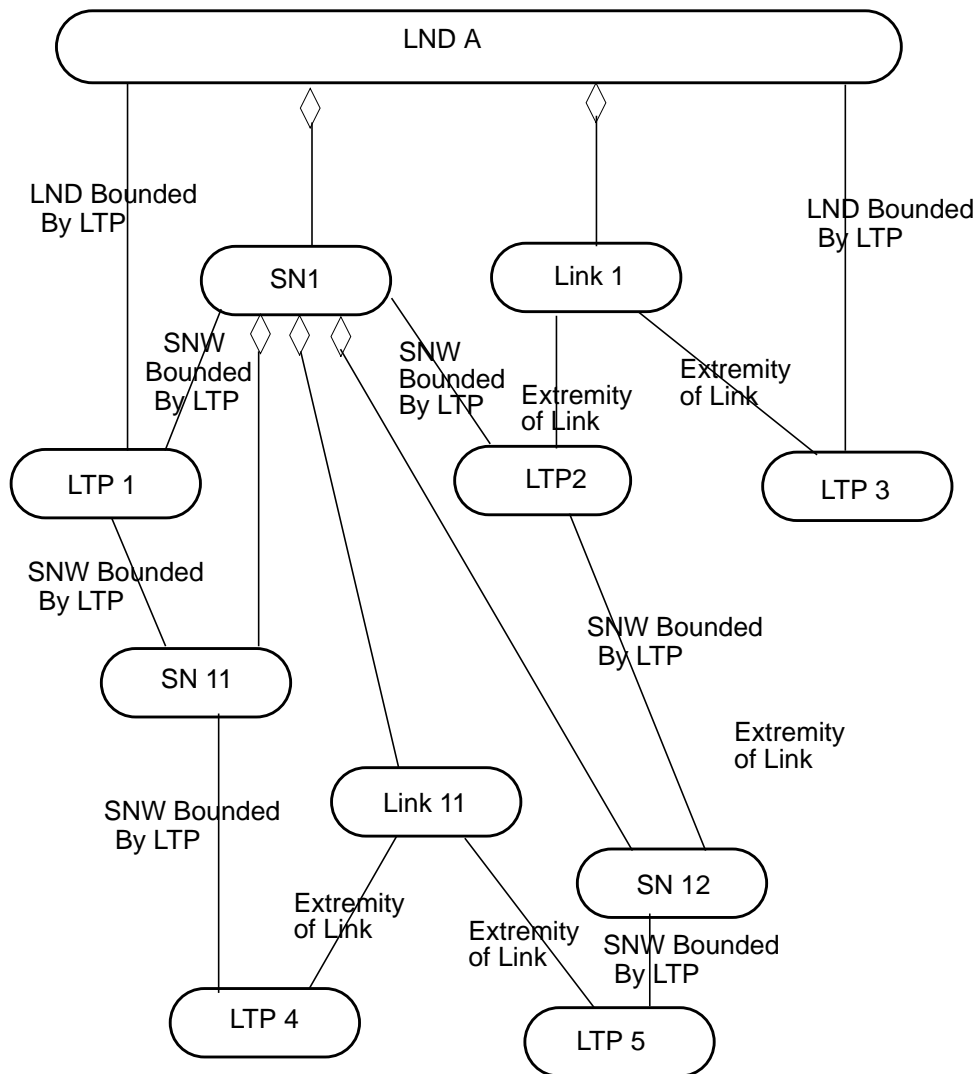 LND A
LND Bounded
By LTP
LND Bounded
By LTP
SN1
Link 1
SNW
Bounded
By LTP
SNW
Bounded
By LTP
Extremity
of Link
Extremity
of Link
LTP 1
LTP2
LTP 3
SNW Bounded
By LTP
SNW Bounded
By LTP
SN 11
Extremity
of Link
Link 11
SNW Bounded
By LTP
SN 12
Extremity
of Link
Extremity
of Link
SNW Bounded
By LTP
LTP 4
LTP 5